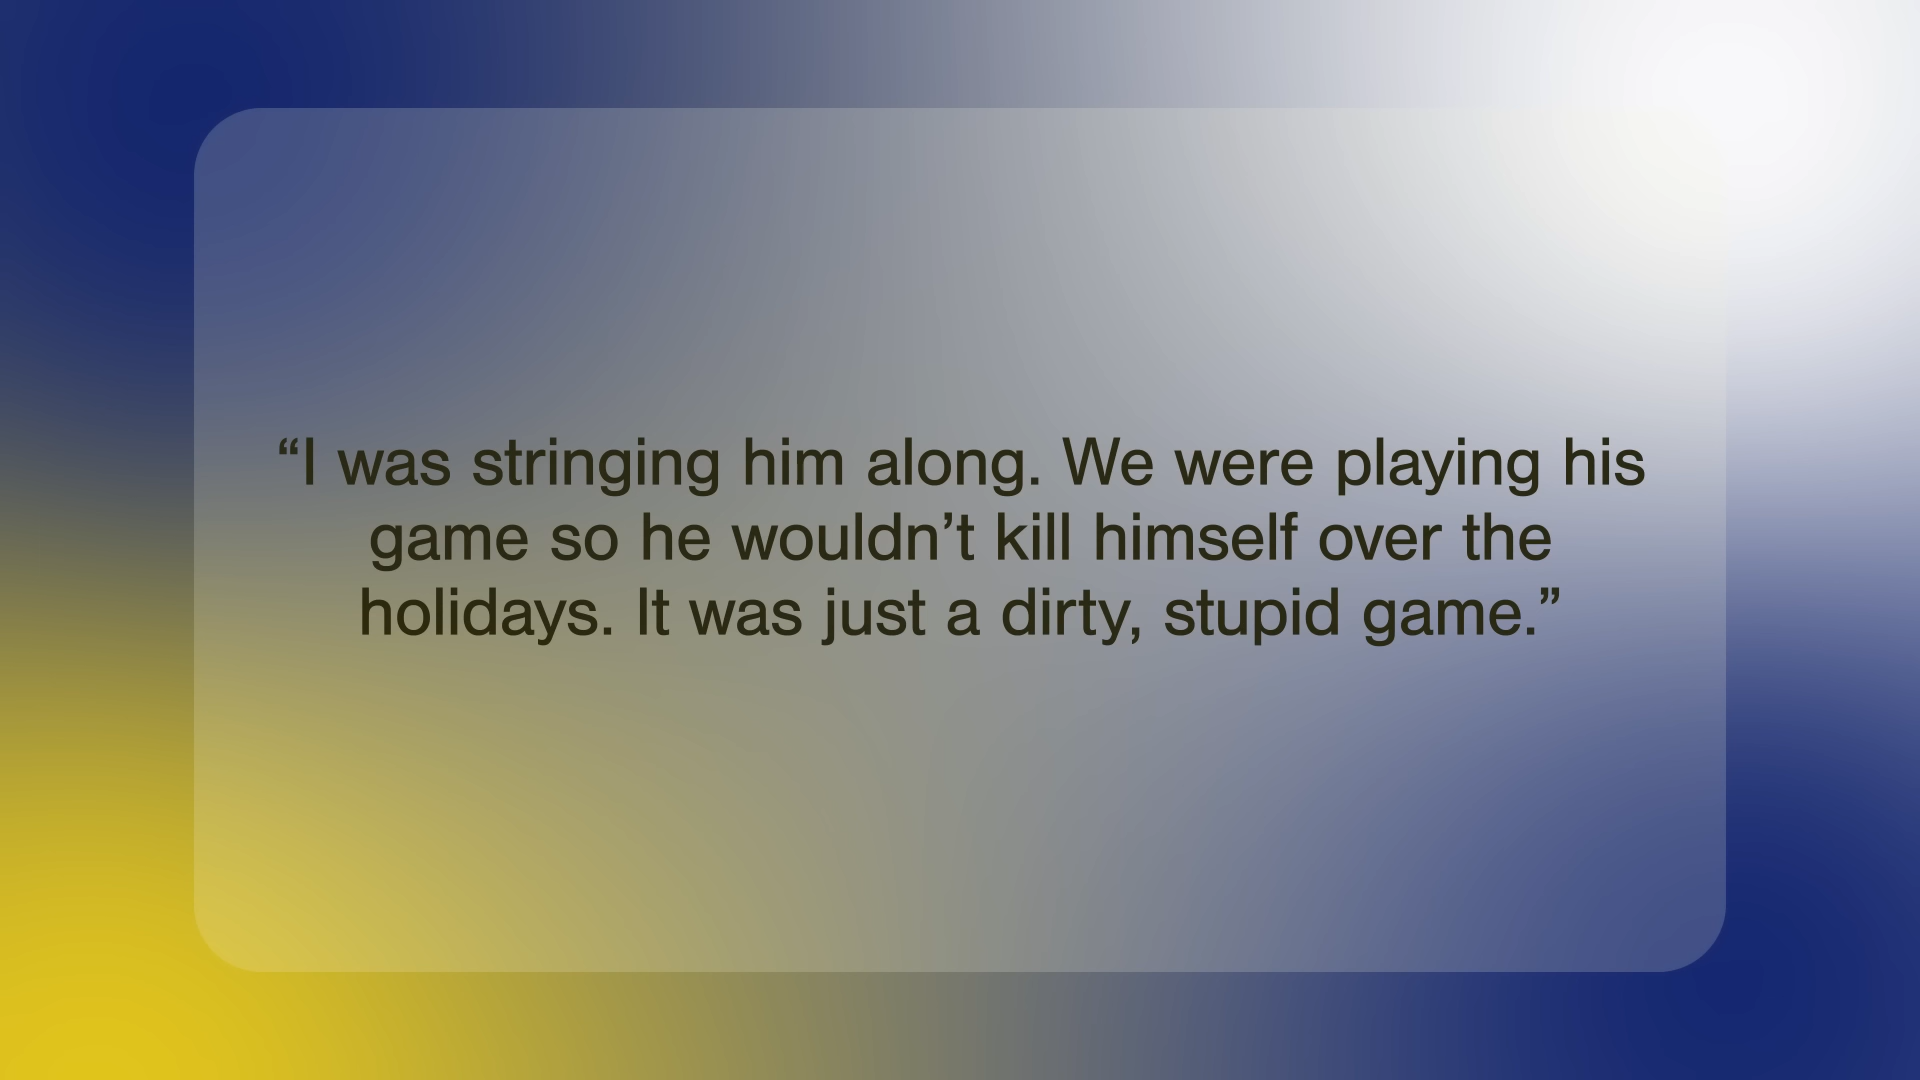 “I was stringing him along. We were playing his
game so he wouldn’t kill himself over the
holidays. It was just a dirty, stupid game.”